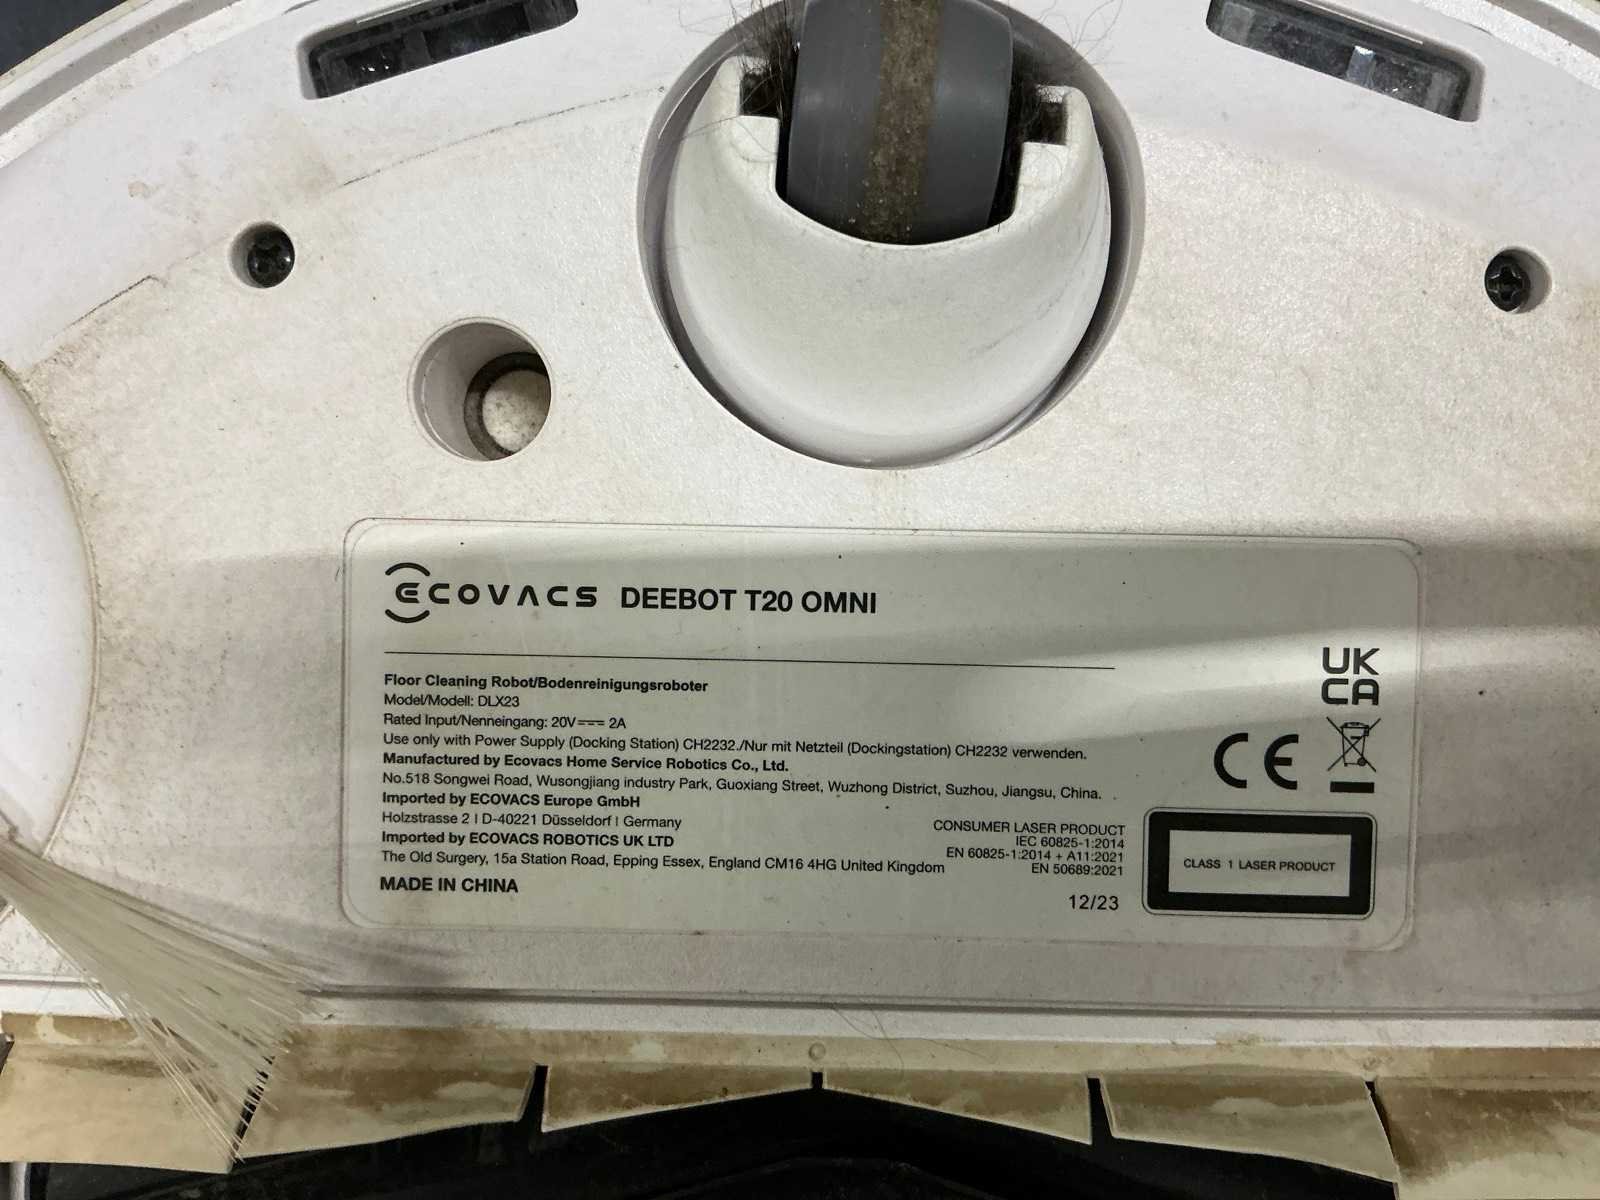 ECOVACS DEEBOT T20 OMNI
Floor Cleaning Robot/Bodenreinigungsroboter
Model/Modell: DLX23
Rated Input/Nenneingang: 20V⎓ 2A
Use only with Power Supply (Docking Station) CH2232./Nur mit Netzteil (Dockingstation) CH2232 verwenden.
Manufactured by Ecovacs Home Service Robotics Co., Ltd.
No.518 Songwei Road, Wusongjiang industry Park, Guoxiang Street, Wuzhong District, Suzhou, Jiangsu, China.
Imported by ECOVACS Europe GmbH
Holzstrasse 2 I D-40221 Düsseldorf I Germany
Imported by ECOVACS ROBOTICS UK LTD
The Old Surgery, 15a Station Road, Epping Essex, England CM16 4HG United Kingdom
MADE IN CHINA
UK
CA
CE
CONSUMER LASER PRODUCT
IEC 60825-1:2014
EN 60825-1:2014 + A11:2021
EN 50689:2021
12/23
CLASS 1 LASER PRODUCT